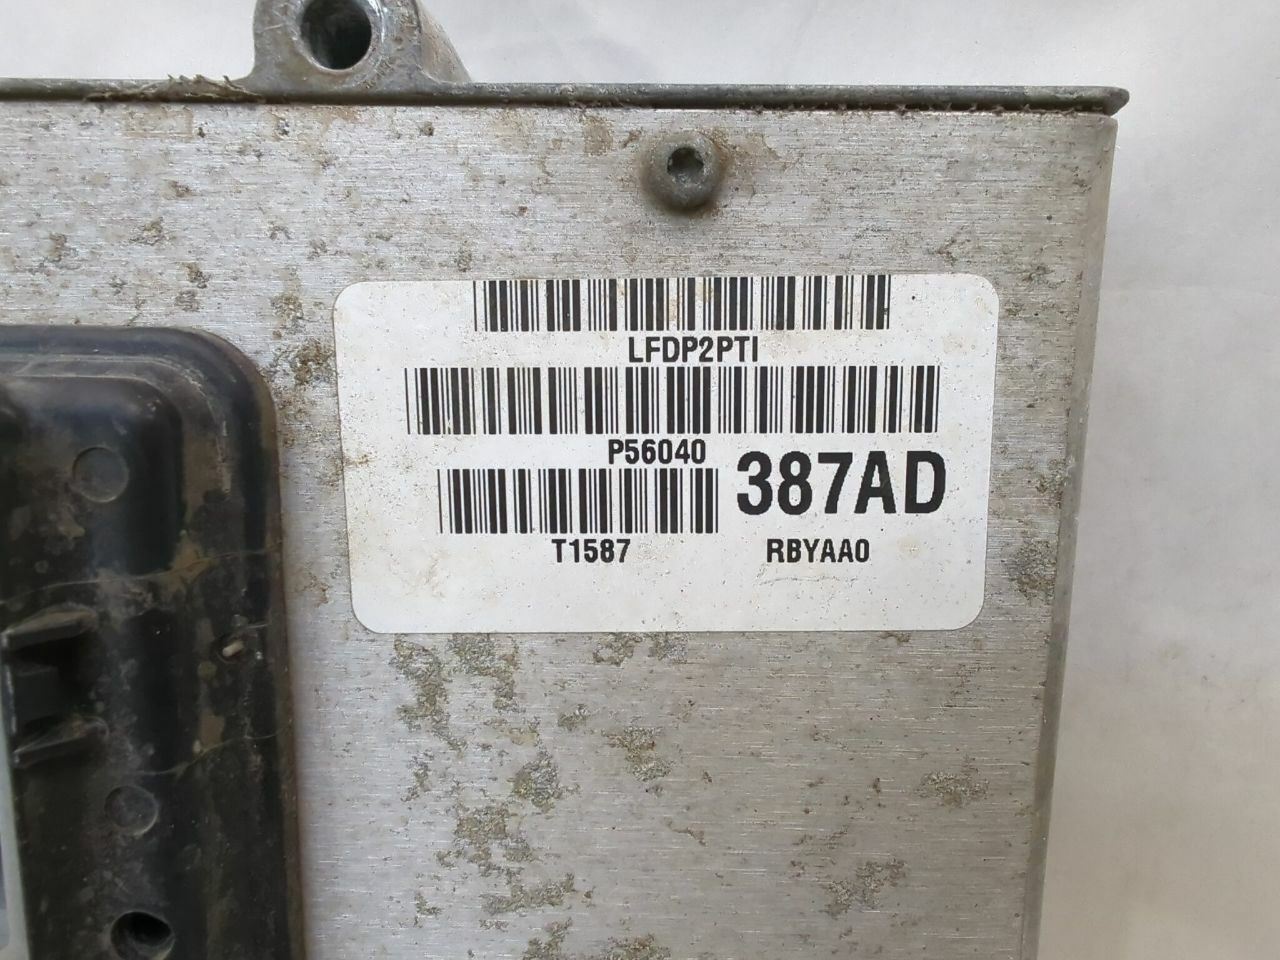 LFDP2PTI
P56040
387AD
T1587
RBYAA0